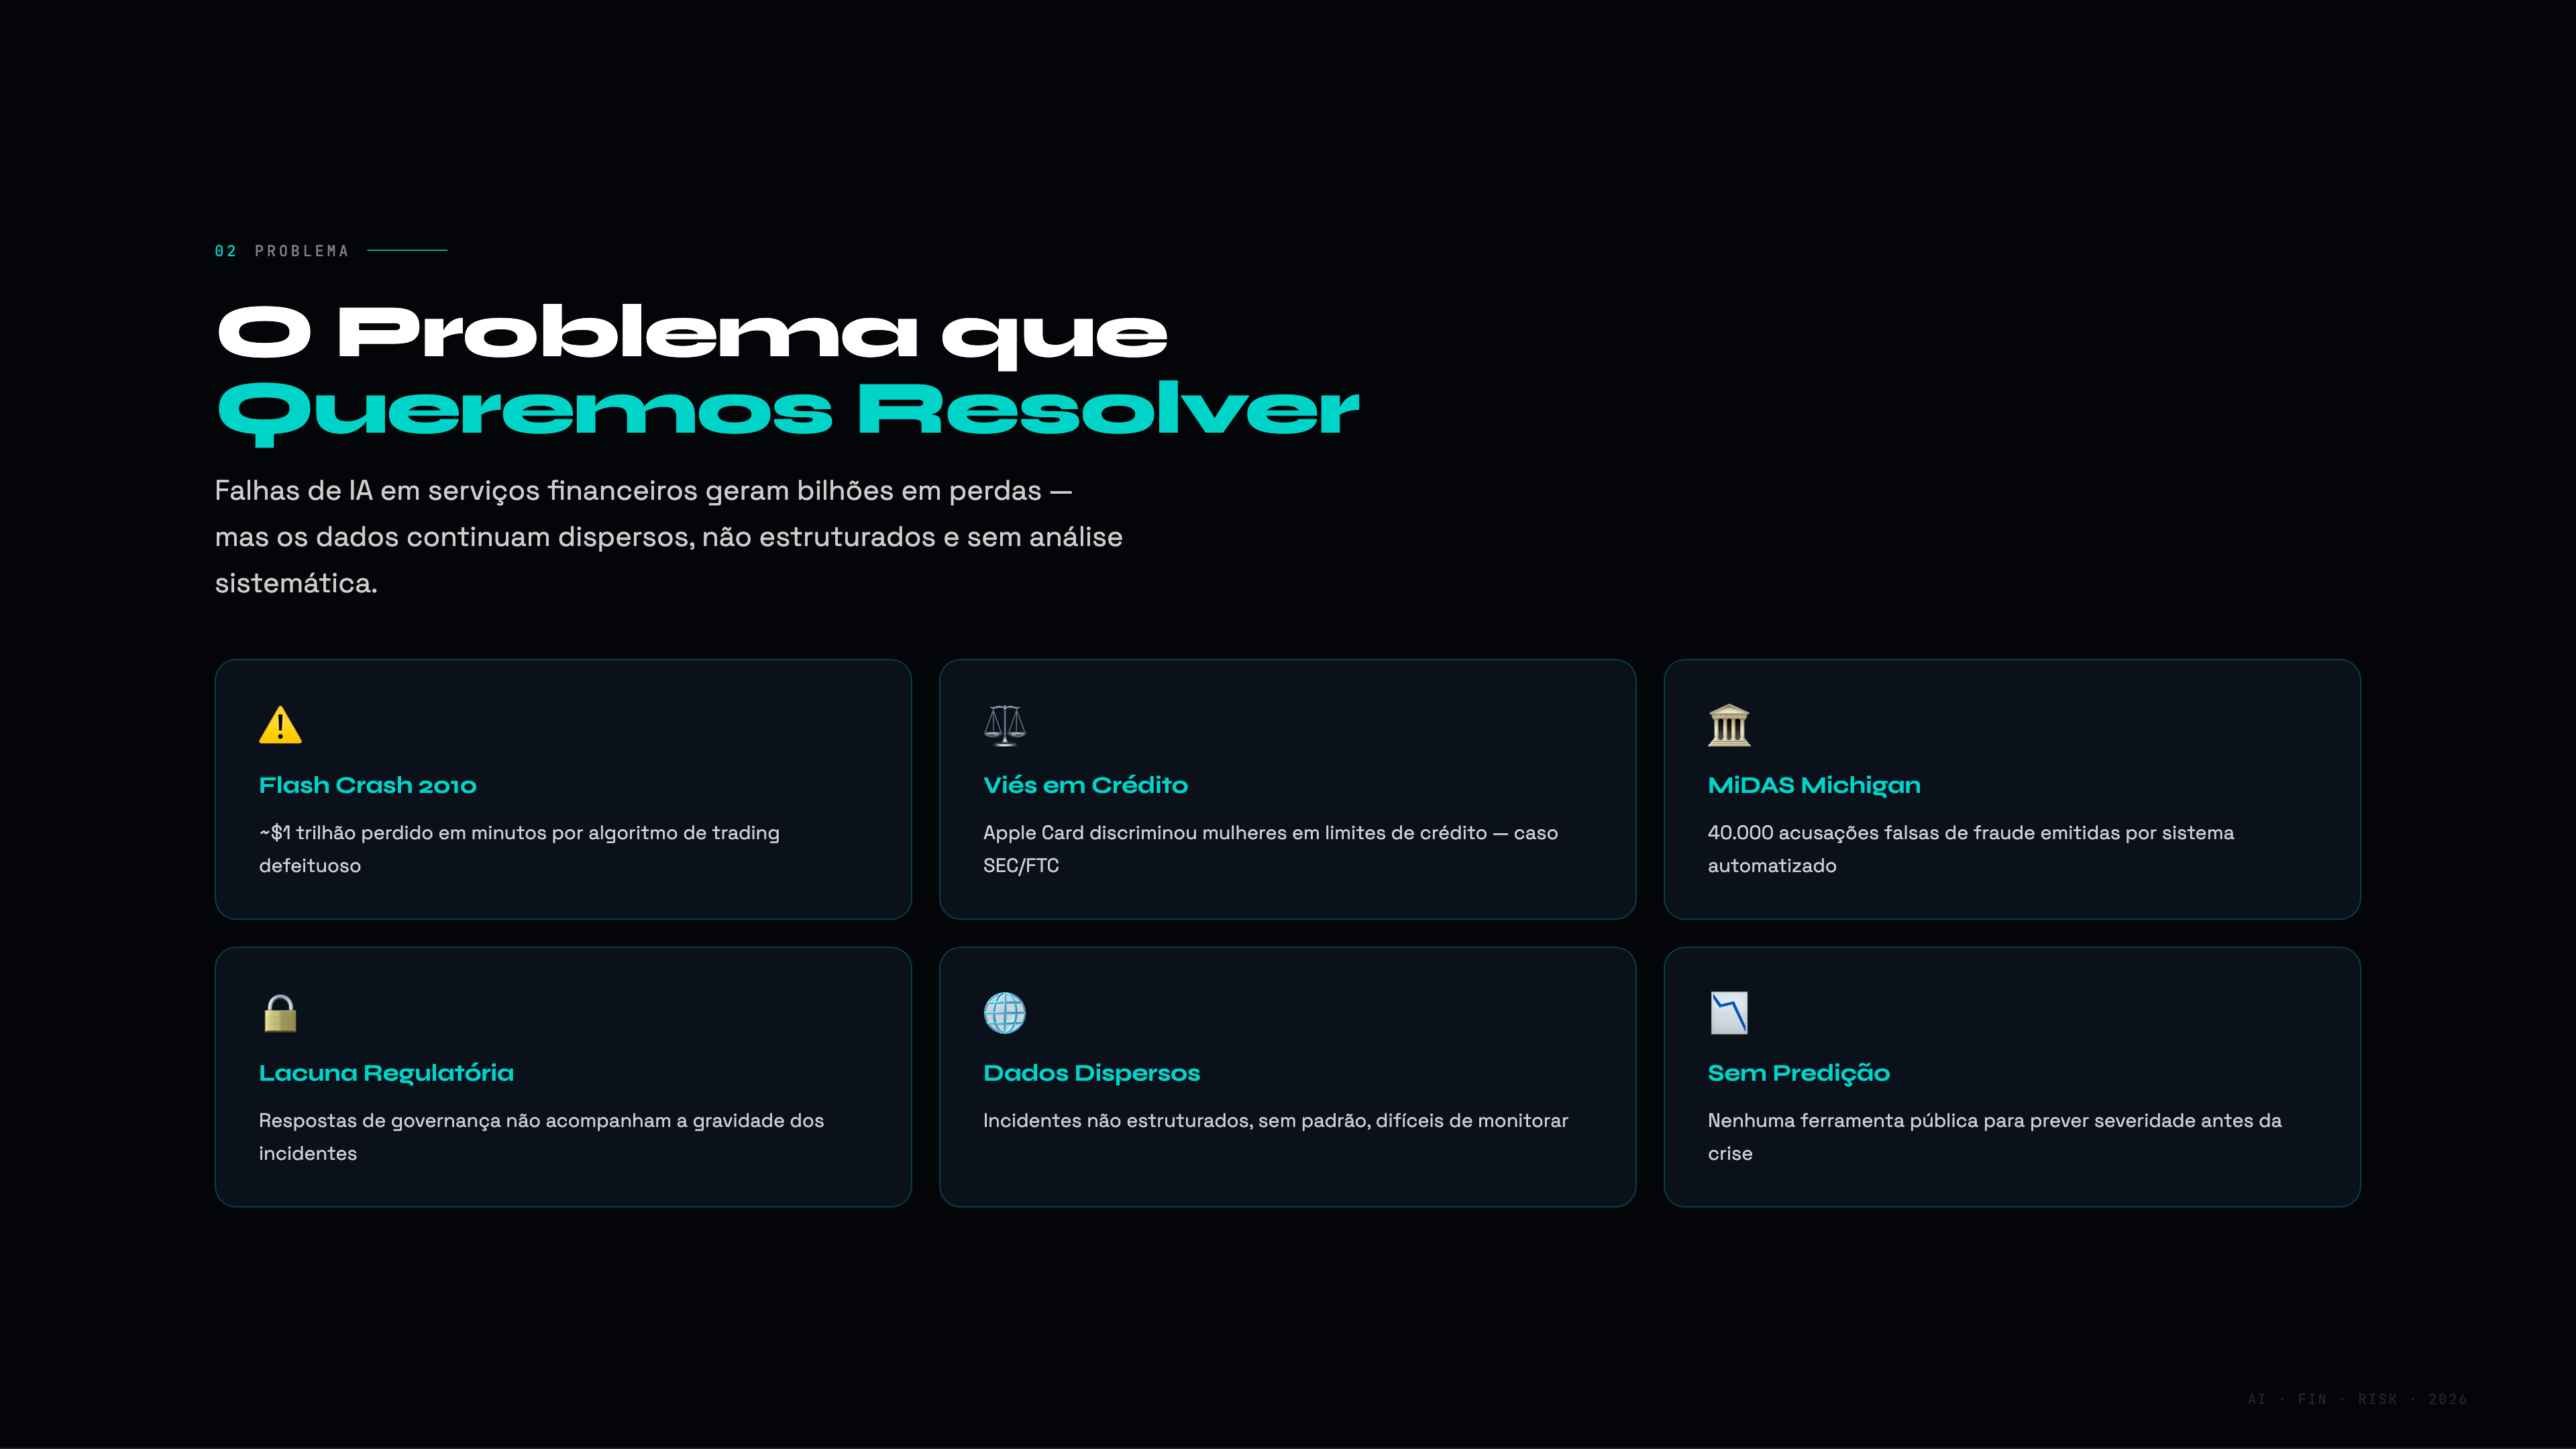 02 PROBLEMA
O Problema que
Queremos Resolver
Falhas de IA em serviços financeiros geram bilhões em perdas —
mas os dados continuam dispersos, não estruturados e sem análise
sistemática.
Flash Crash 2010
~$1 trilhão perdido em minutos por algoritmo de trading
defeituoso
Viés em Crédito
Apple Card discriminou mulheres em limites de crédito — caso
SEC/FTC
MiDAS Michigan
40.000 acusações falsas de fraude emitidas por sistema
automatizado
Lacuna Regulatória
Respostas de governança não acompanham a gravidade dos
incidentes
Dados Dispersos
Incidentes não estruturados, sem padrão, difíceis de monitorar
Sem Predição
Nenhuma ferramenta pública para prever severidade antes da
crise
AI · FIN · RISK · 2026